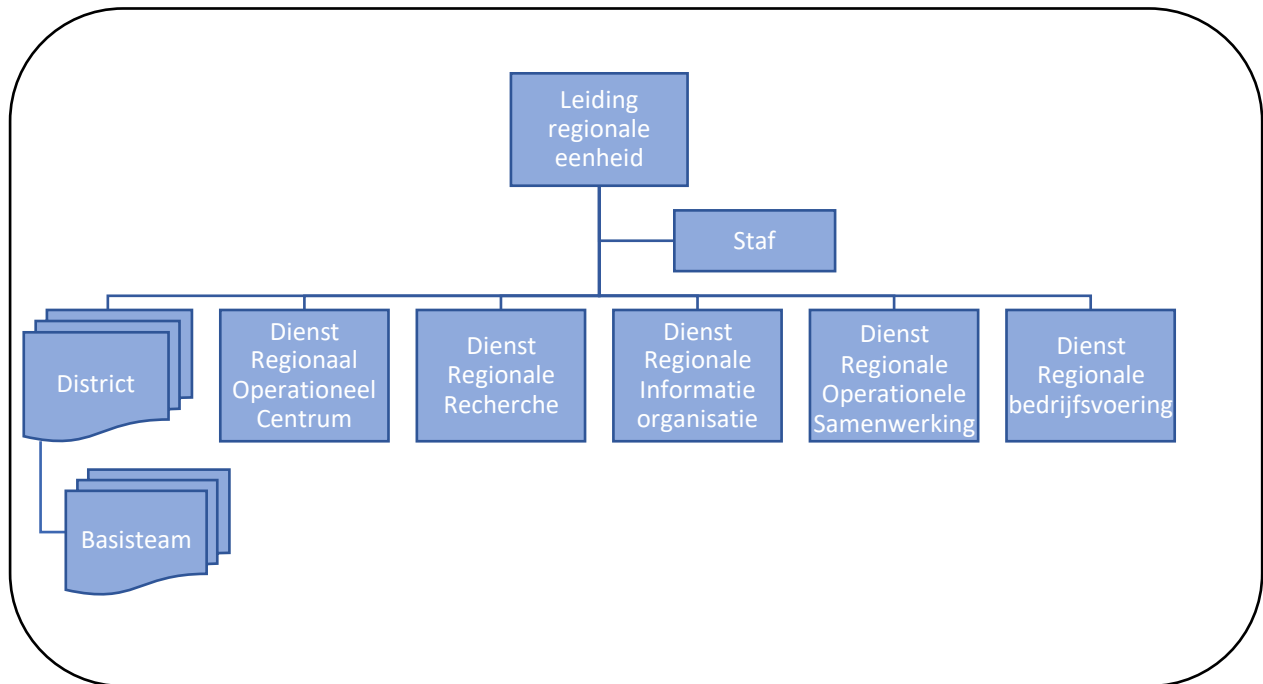 Leiding
regionale
eenheid
Staf
District
Dienst
Regionaal
Operationeel
Centrum
Dienst
Regionale
Recherche
Dienst
Regionale
Informatie
organisatie
Dienst
Regionale
Operationele
Samenwerking
Dienst
Regionale
bedrijfsvoering
Basisteam